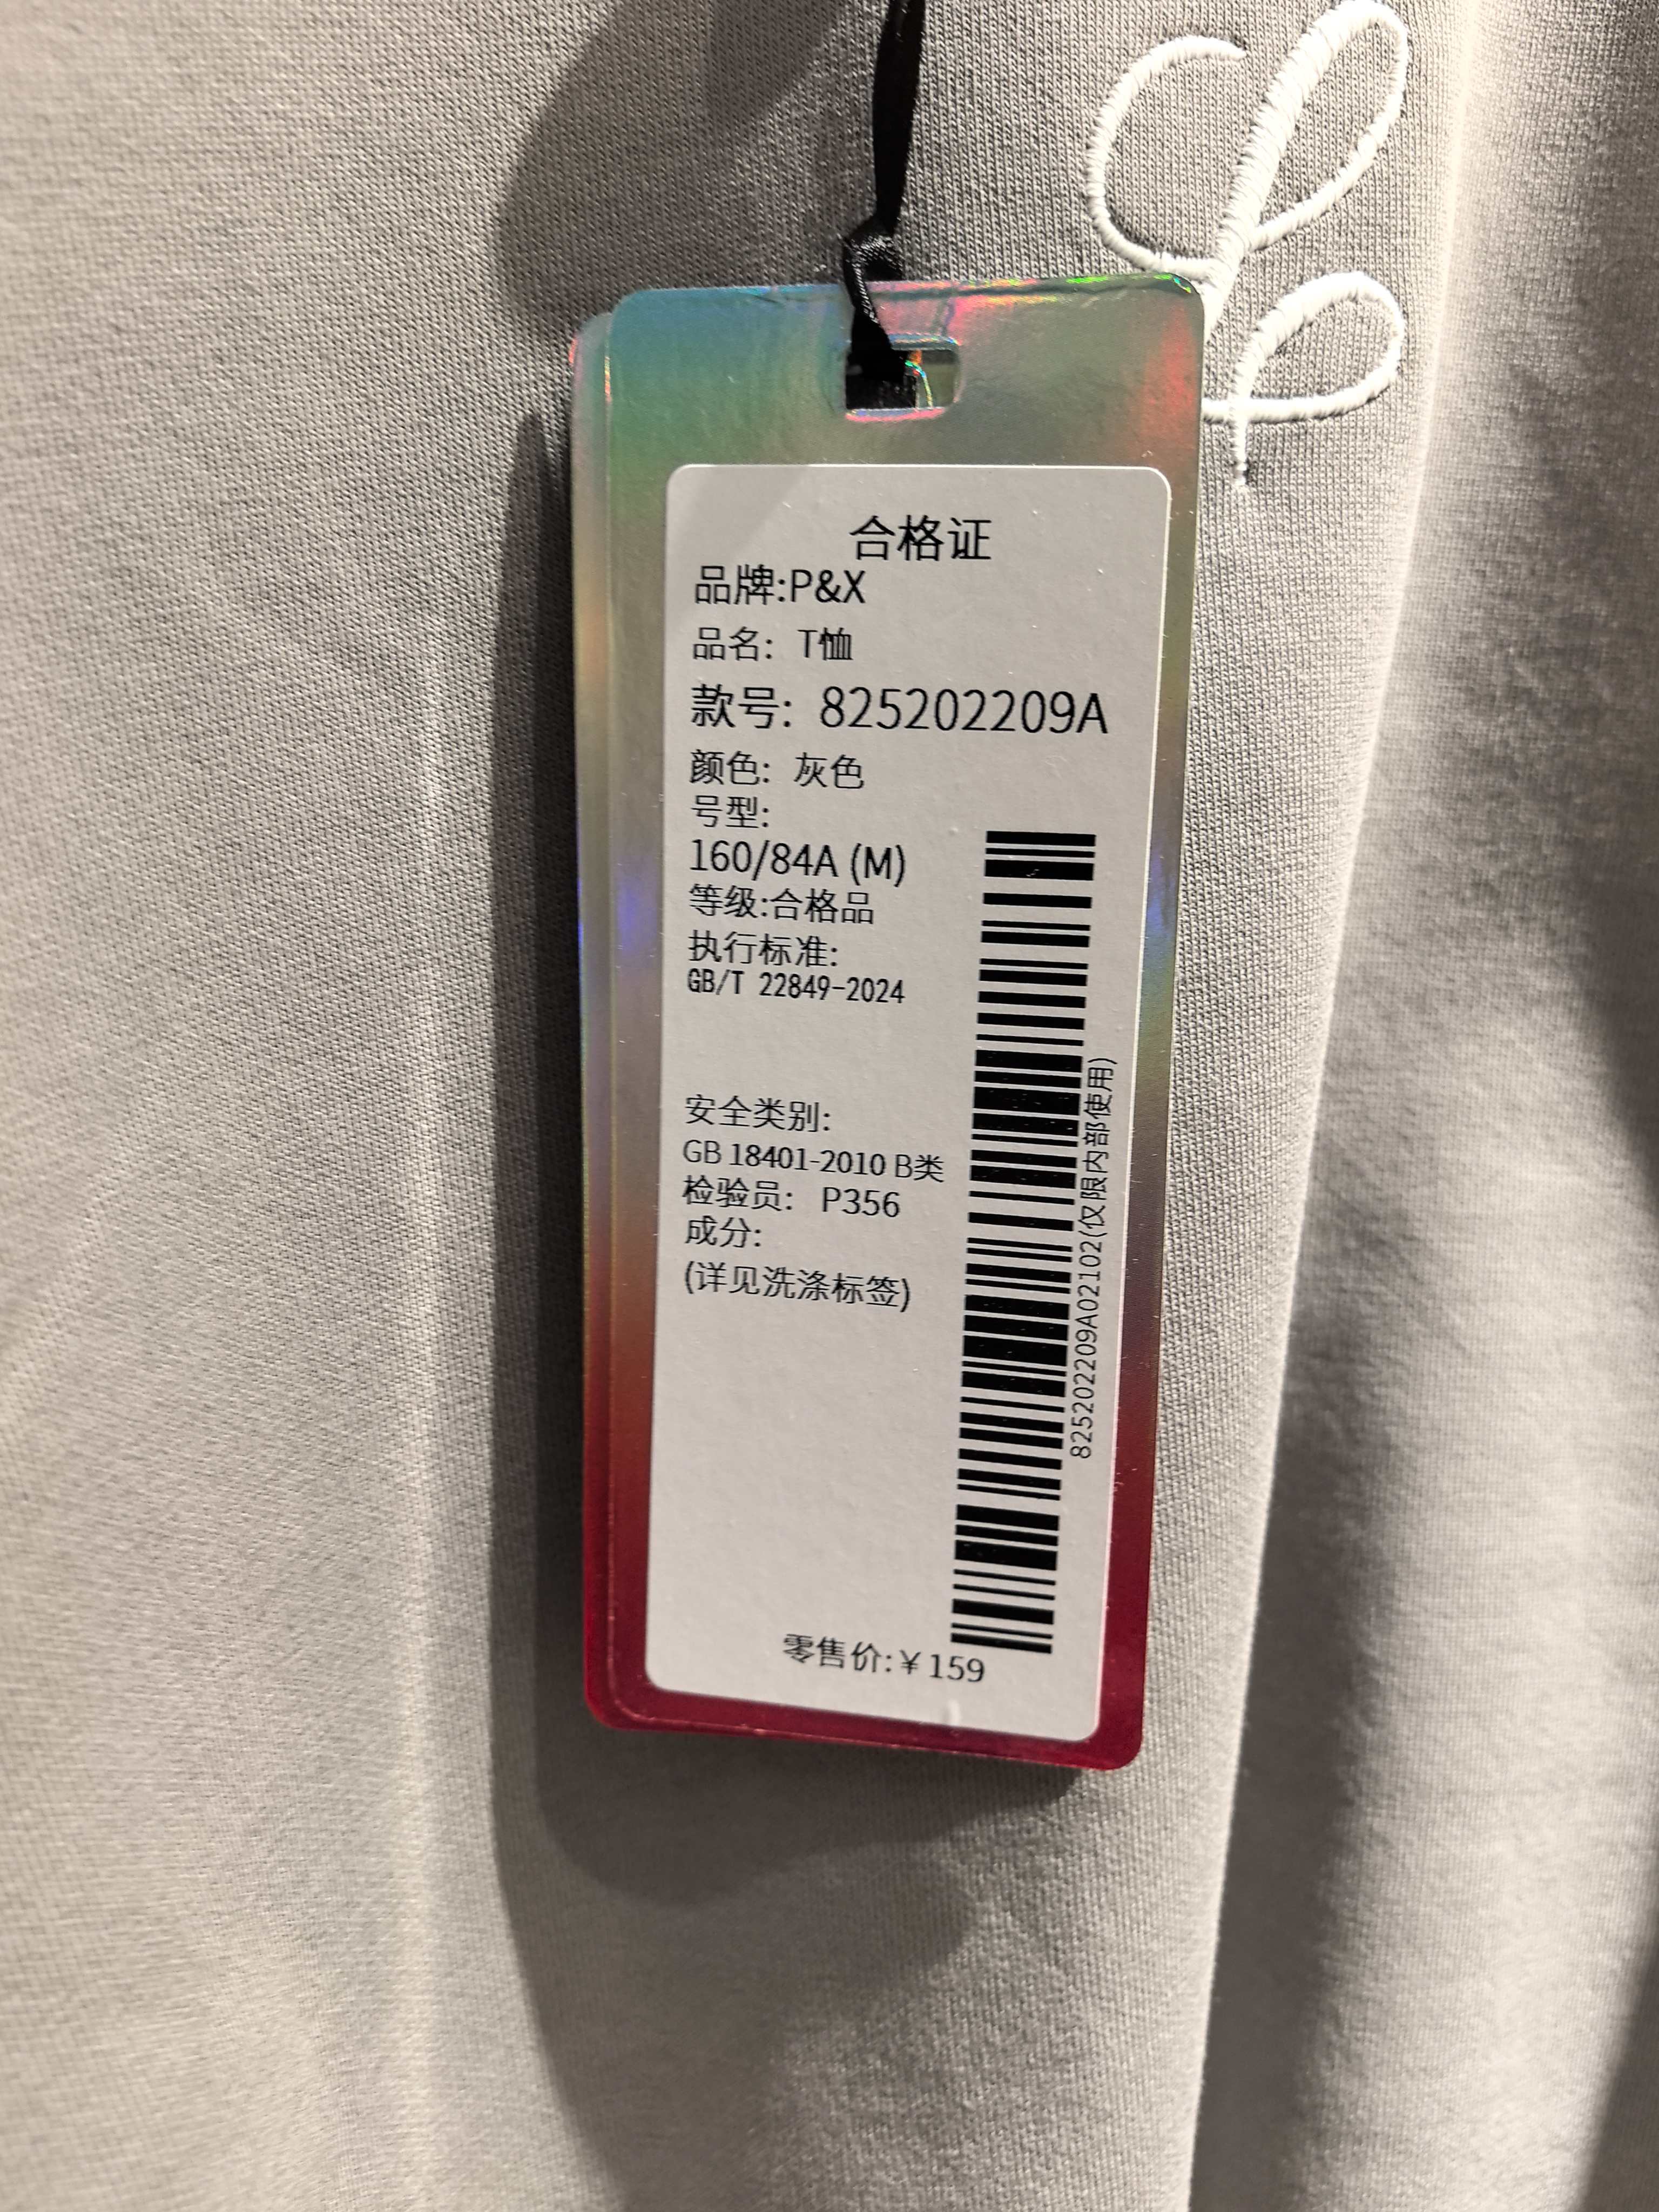 合格证
品牌:P&X
品名: T恤
款号: 825202209A
颜色: 灰色
号型:
160/84A (M)
等级:合格品
执行标准:
GB/T 22849-2024
安全类别:
GB 18401-2010 B类
检验员: P356
成分:
(详见洗涤标签)
825202209A02102(仅限内部使用)
零售价:¥159